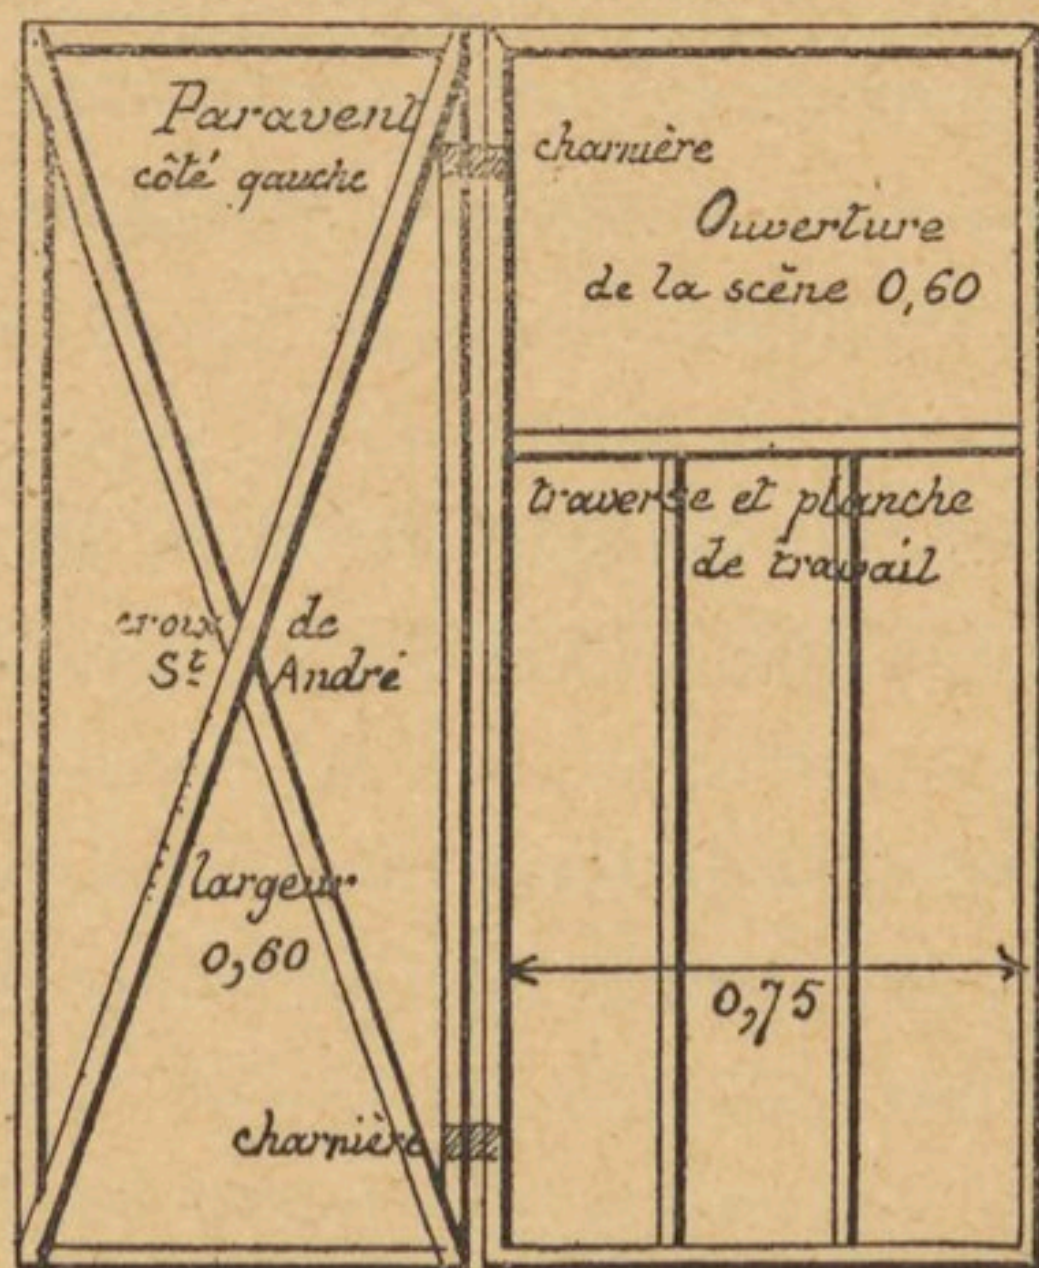 Paravent
côté gauche
charnière
Ouverture
de la scène 0,60
traverse et planche
de travail
croix de
St André
largeur
0,60
0,75
charnière